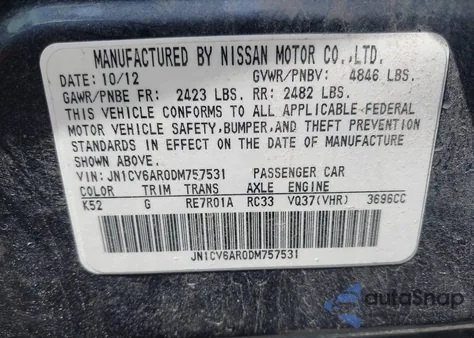 MANUFACTURED BY NISSAN MOTOR CO.,LTD.
DATE: 10/12 GVWR/PNBV: 4846 LBS.
GAWR/PNBE FR: 2423 LBS. RR: 2482 LBS.
THIS VEHICLE CONFORMS TO ALL APPLICABLE FEDERAL
MOTOR VEHICLE SAFETY, BUMPER, AND THEFT PREVENTION
STANDARDS IN EFFECT ON THE DATE OF MANUFACTURE
SHOWN ABOVE.
VIN: JN1CV6AR0DM757531 PASSENGER CAR
COLOR TRIM TRANS AXLE ENGINE
K52 G RE7R01A RC33 VQ37(VHR) 3696CC
JN1CV6AR0DM757531
autoSnap